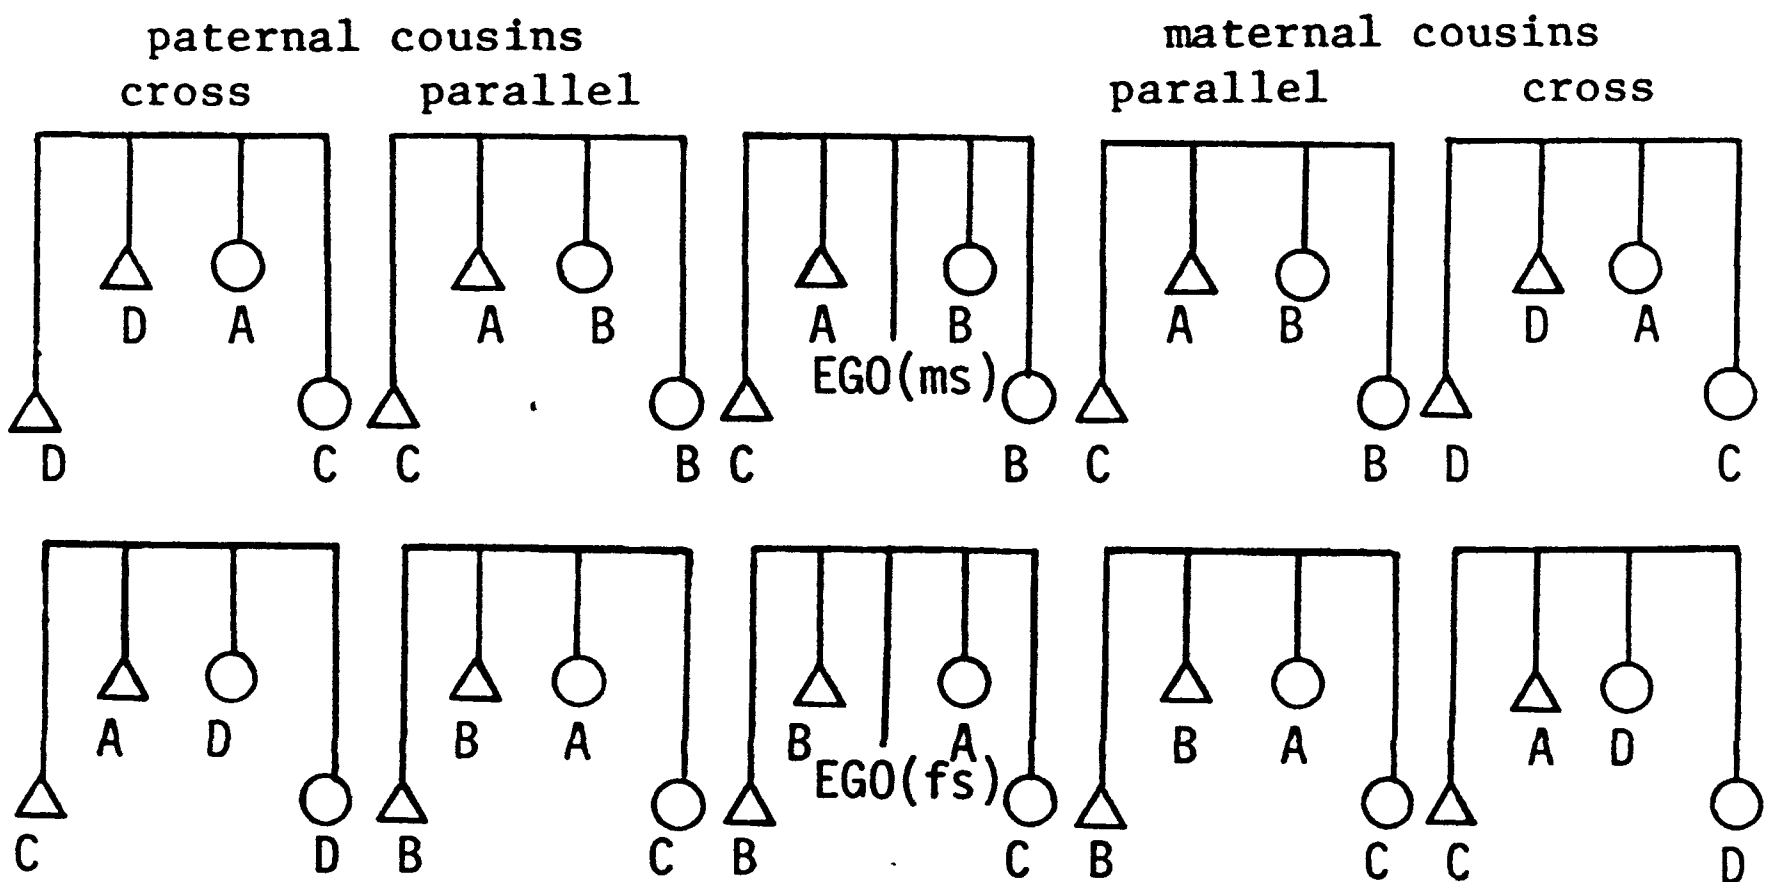 paternal cousins maternal cousins
cross parallel parallel cross
D A A B A B A B D A
EGO(ms)
D C C B C B C B D C
A D B A B A B A A D
EGO(fs)
C D B C B C B C C D